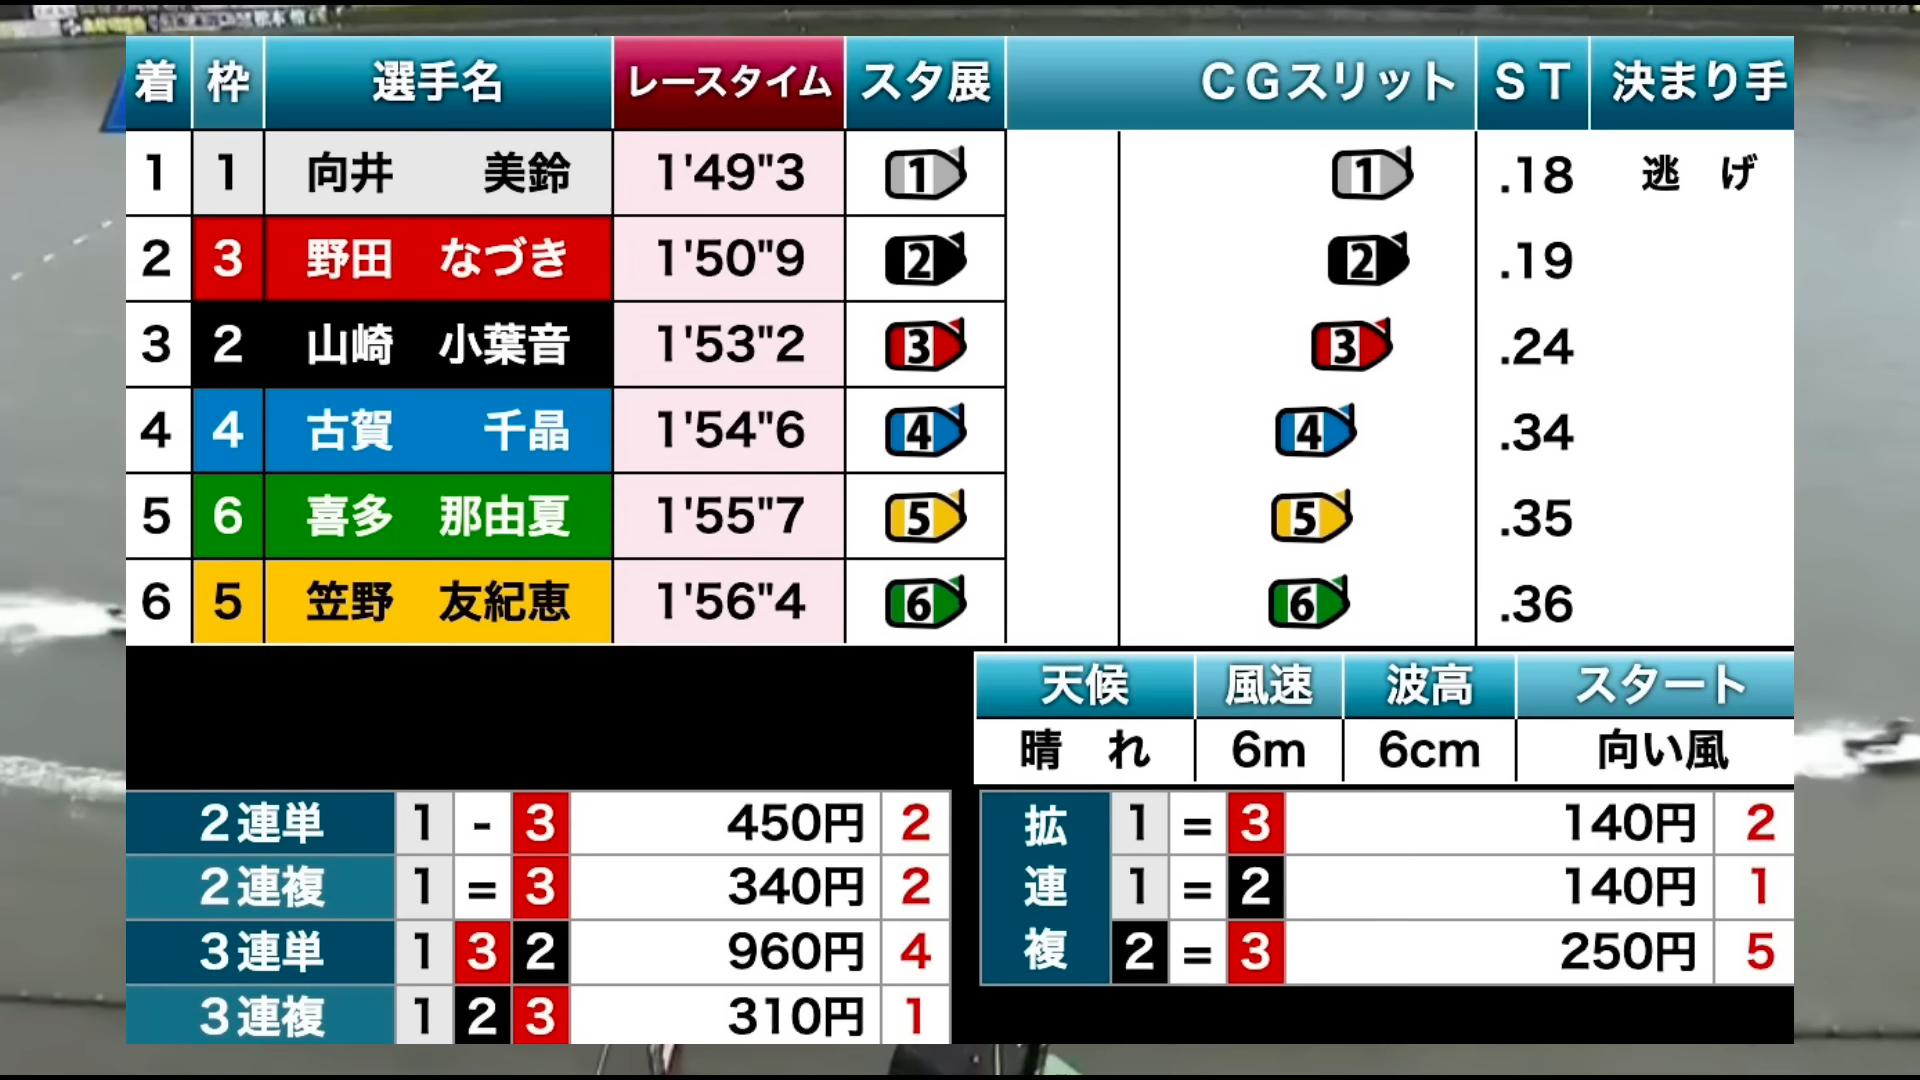 着 枠 選手名 レースタイム スタ展 CGスリット ST 決まり手
1 1 向井 美鈴 1'49"3 1 1 .18 逃 げ
2 3 野田 なづき 1'50"9 2 2 .19
3 2 山崎 小葉音 1'53"2 3 3 .24
4 4 古賀 千晶 1'54"6 4 4 .34
5 6 喜多 那由夏 1'55"7 5 5 .35
6 5 笠野 友紀恵 1'56"4 6 6 .36
天候 風速 波高 スタート
晴 れ 6m 6cm 向い風
2連単 1 - 3 450円 2
2連複 1 = 3 340円 2
3連単 1 3 2 960円 4
3連複 1 2 3 310円 1
拡 1 = 3 140円 2
連 1 = 2 140円 1
複 2 = 3 250円 5